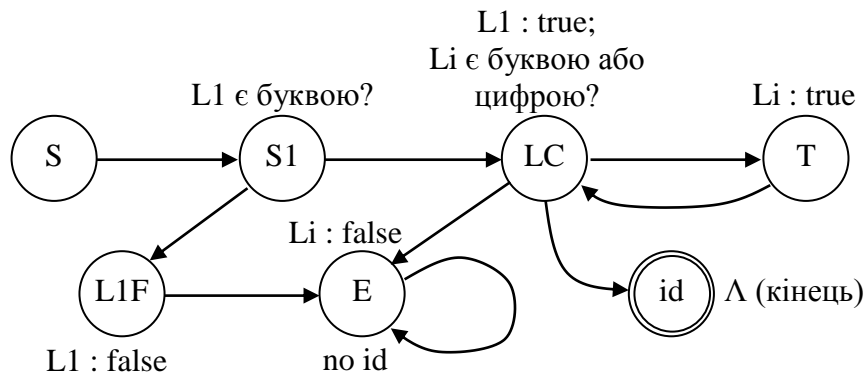 L1 : true;
Li є буквою або
цифрою?
L1 є буквою?
Li : true
S
S1
LC
T
Li : false
L1F
E
id
Λ (кінець)
L1 : false
no id